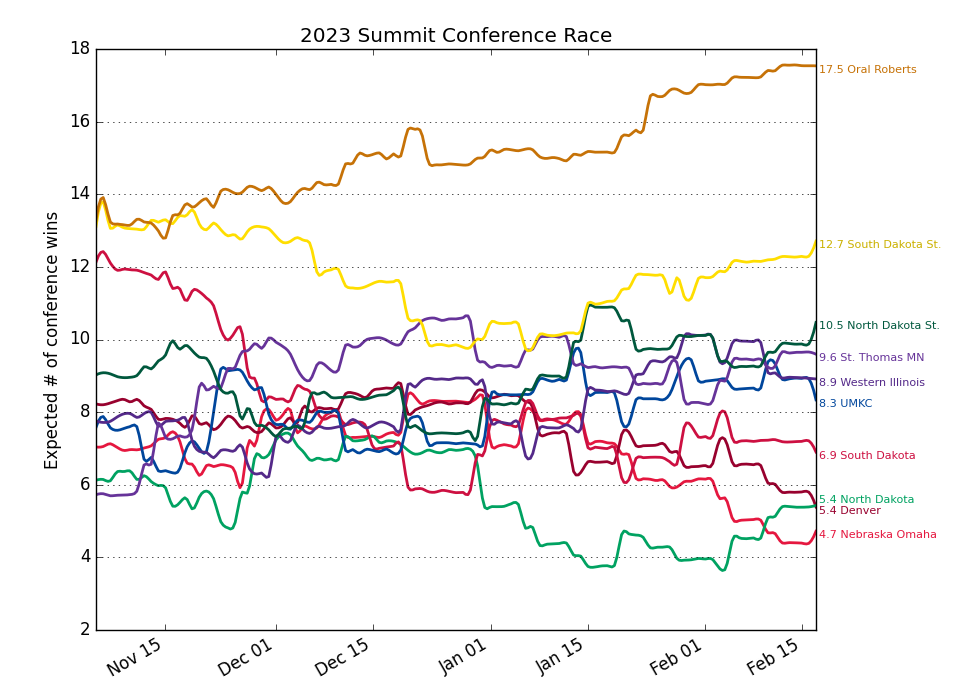 2023 Summit Conference Race
Expected # of conference wins
18
16
14
12
10
8
6
4
2
Nov 15
Dec 01
Dec 15
Jan 01
Jan 15
Feb 01
Feb 15
17.5 Oral Roberts
12.7 South Dakota St.
10.5 North Dakota St.
9.6 St. Thomas MN
8.9 Western Illinois
8.3 UMKC
6.9 South Dakota
5.4 North Dakota
5.4 Denver
4.7 Nebraska Omaha